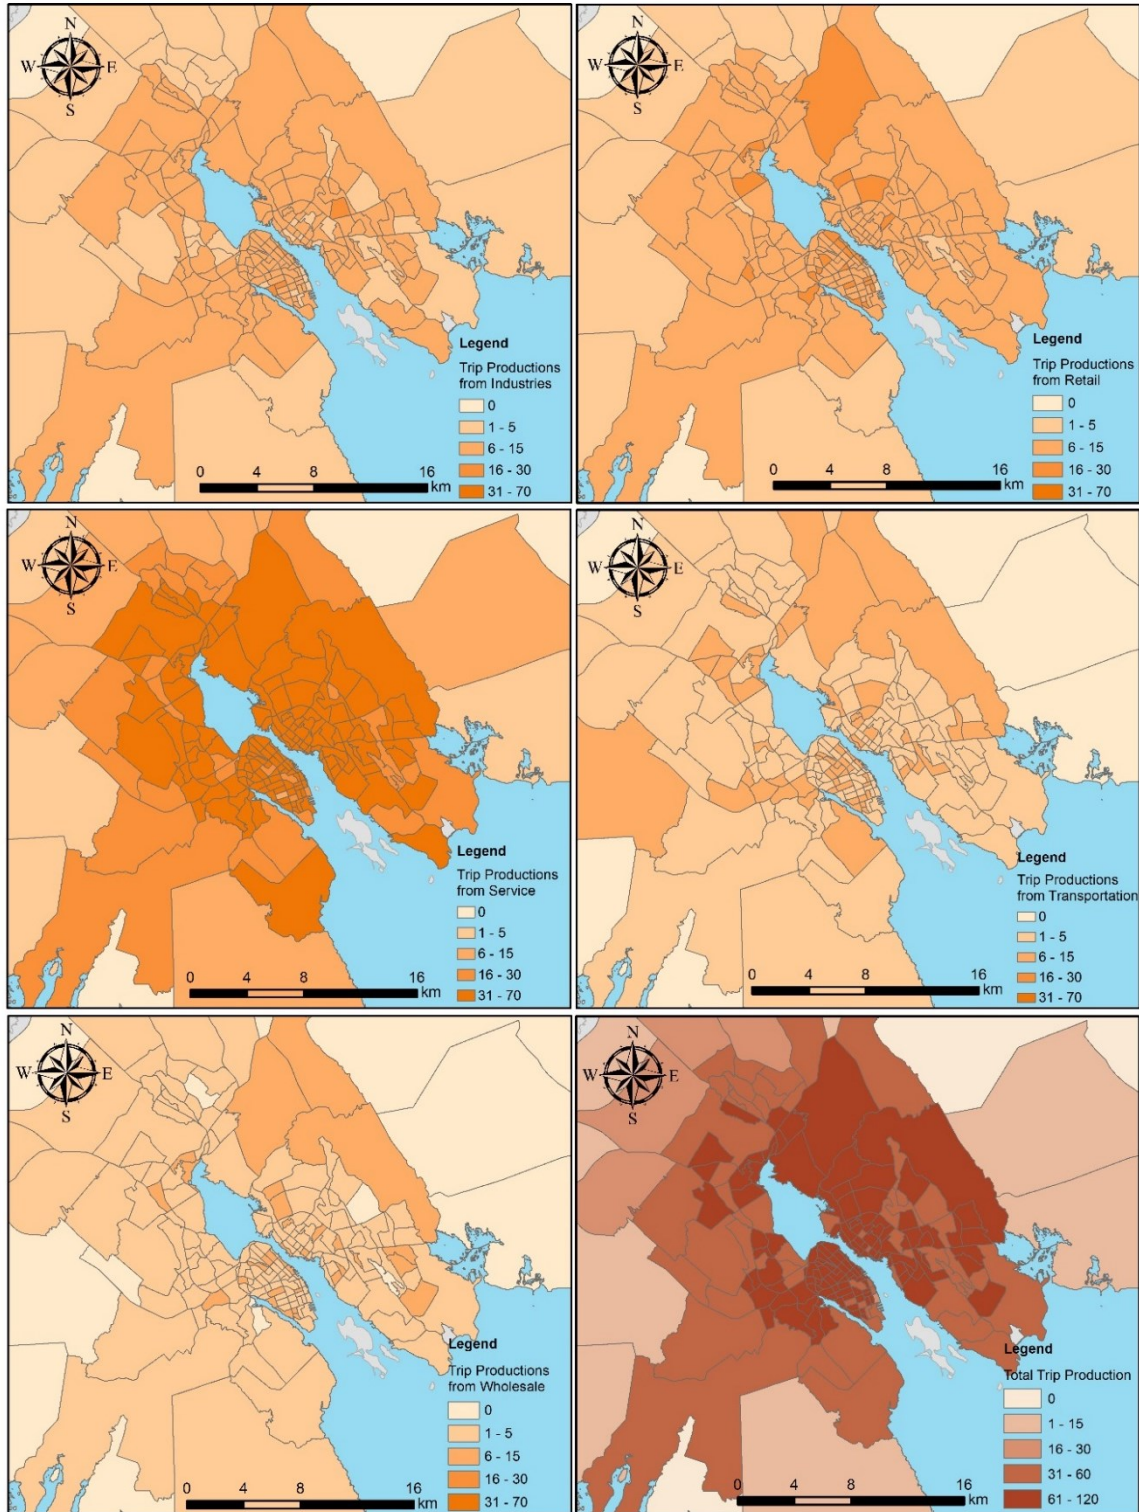 N
W E
S
Legend
Trip Productions
from Industries
0
1 - 5
6 - 15
16 - 30
31 - 70
0 4 8 16
km
N
W E
S
Legend
Trip Productions
from Retail
0
1 - 5
6 - 15
16 - 30
31 - 70
0 4 8 16
km
N
W E
S
Legend
Trip Productions
from Service
0
1 - 5
6 - 15
16 - 30
31 - 70
0 4 8 16
km
N
W E
S
Legend
Trip Productions
from Transportation
0
1 - 5
6 - 15
16 - 30
31 - 70
0 4 8 16
km
N
W E
S
Legend
Trip Productions
from Wholesale
0
1 - 5
6 - 15
16 - 30
31 - 70
0 4 8 16
km
N
W E
S
Legend
Total Trip Production
0
1 - 15
16 - 30
31 - 60
61 - 120
0 4 8 16
km